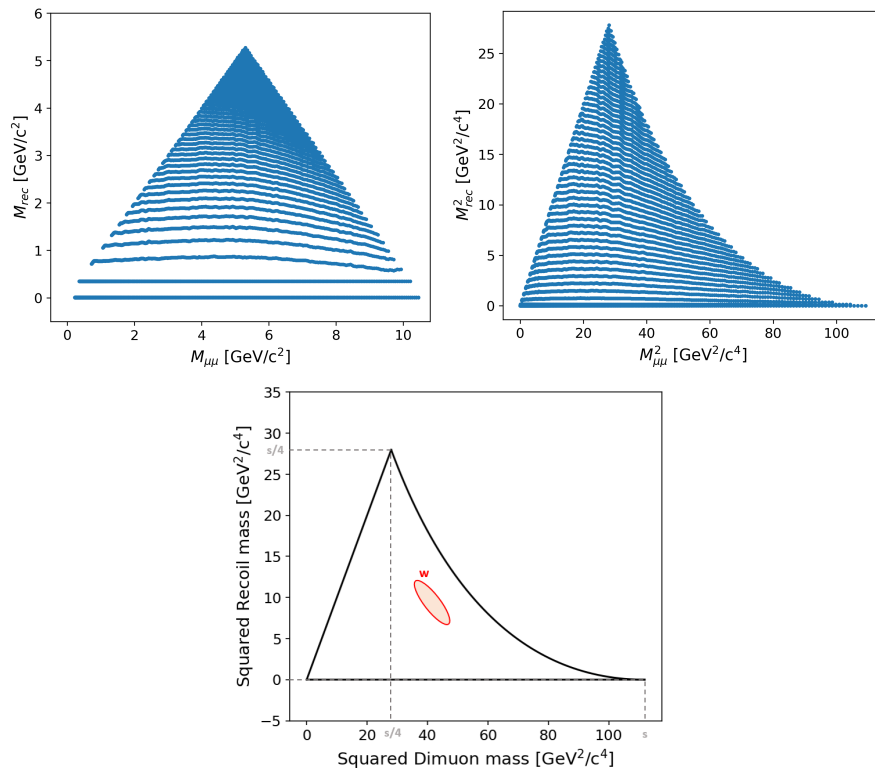 6
5
4
3
2
1
0
M_rec [GeV/c²]
0 2 4 6 8 10
M_μμ [GeV/c²]
25
20
15
10
5
0
M²_rec [GeV²/c⁴]
0 20 40 60 80 100
M²_μμ [GeV²/c⁴]
35
30
s/4
25
20
15
10
5
0
−5
Squared Recoil mass [GeV²/c⁴]
w
0 20 s/4 40 60 80 100 s
Squared Dimuon mass [GeV²/c⁴]